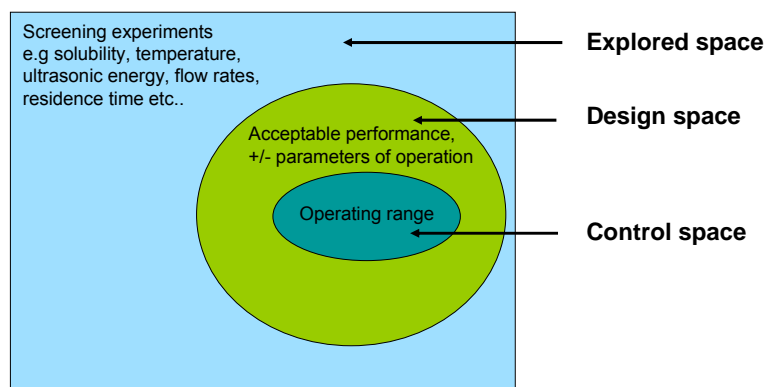 Screening experiments
e.g solubility, temperature,
ultrasonic energy, flow rates,
residence time etc..
Explored space
Design space
Acceptable performance,
+/- parameters of operation
Operating range
Control space